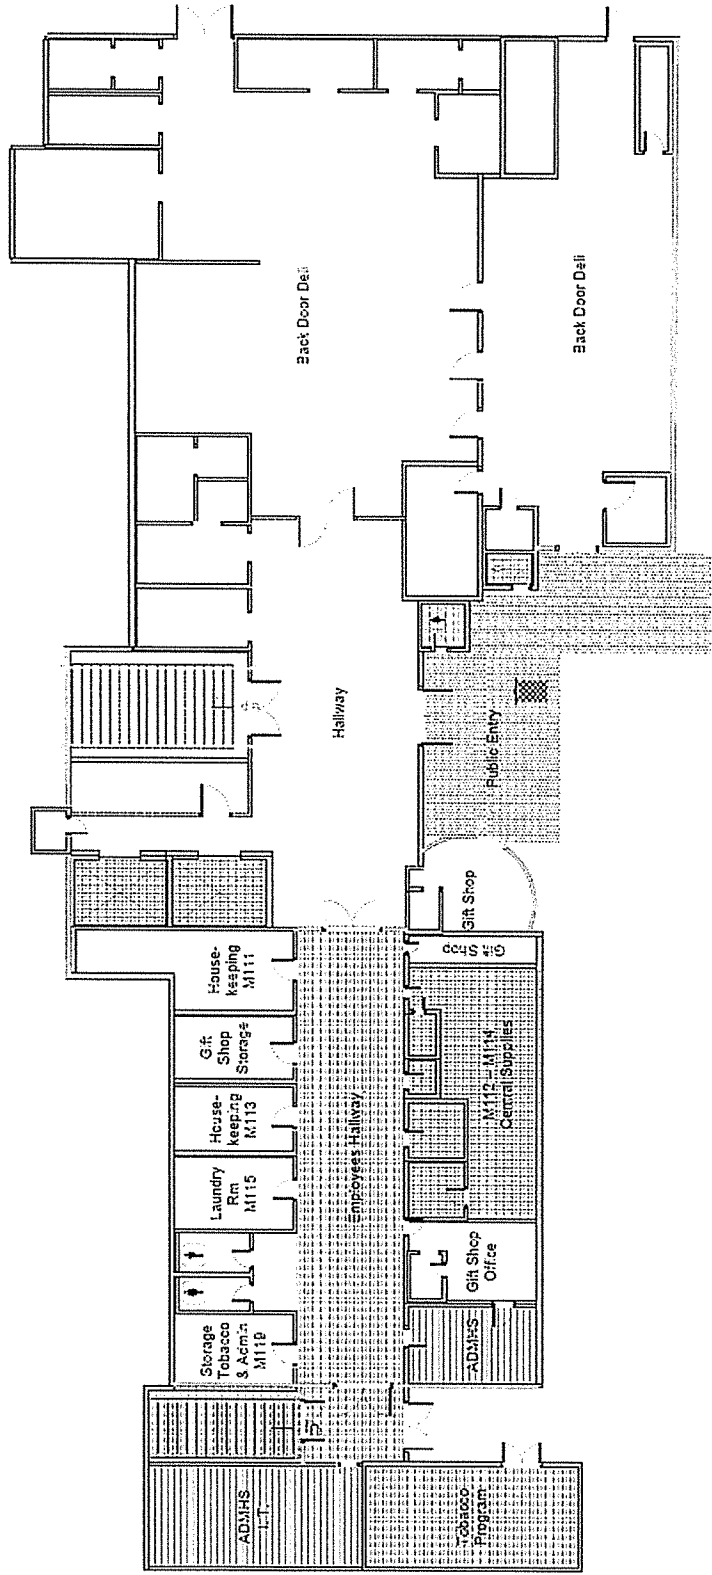 Back Door Deli
Back Door Deli
Hallway
Public Entry
Gift Shop
Gift Shop
House-
keeping
M111
Gift
Shop
Storage
House-
keeping
M113
Laundry
Rm
M115
Employees Hallway
M112 – M114
Central Supplies
Gift Shop
Office
Storage
Tobacco
& Admin
M119
ADMHS
ADMHS
I.T.
Tobacco
Program